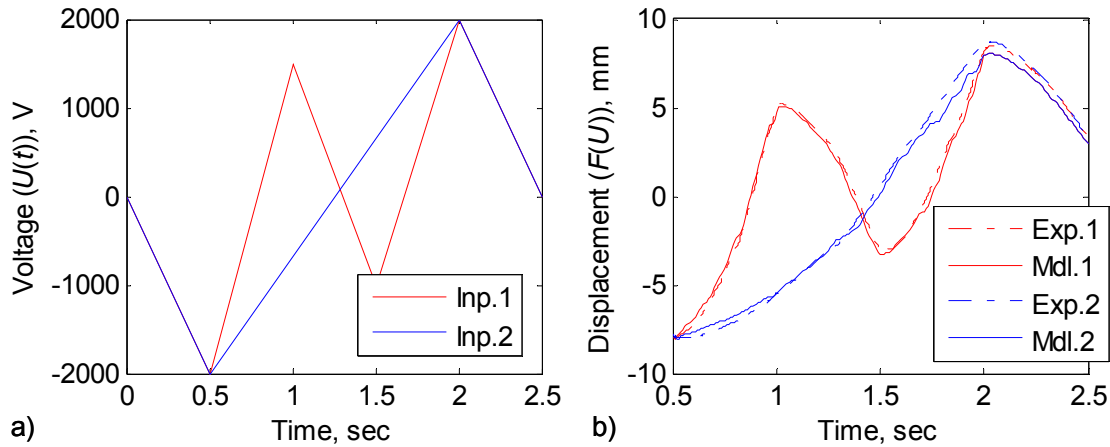 2000
1000
0
-1000
-2000
Voltage (U(t)), V
0
0.5
1
1.5
2
2.5
Time, sec
Inp.1
Inp.2
a)
10
5
0
-5
-10
Displacement (F(U)), mm
0.5
1
1.5
2
2.5
Time, sec
Exp.1
Mdl.1
Exp.2
Mdl.2
b)